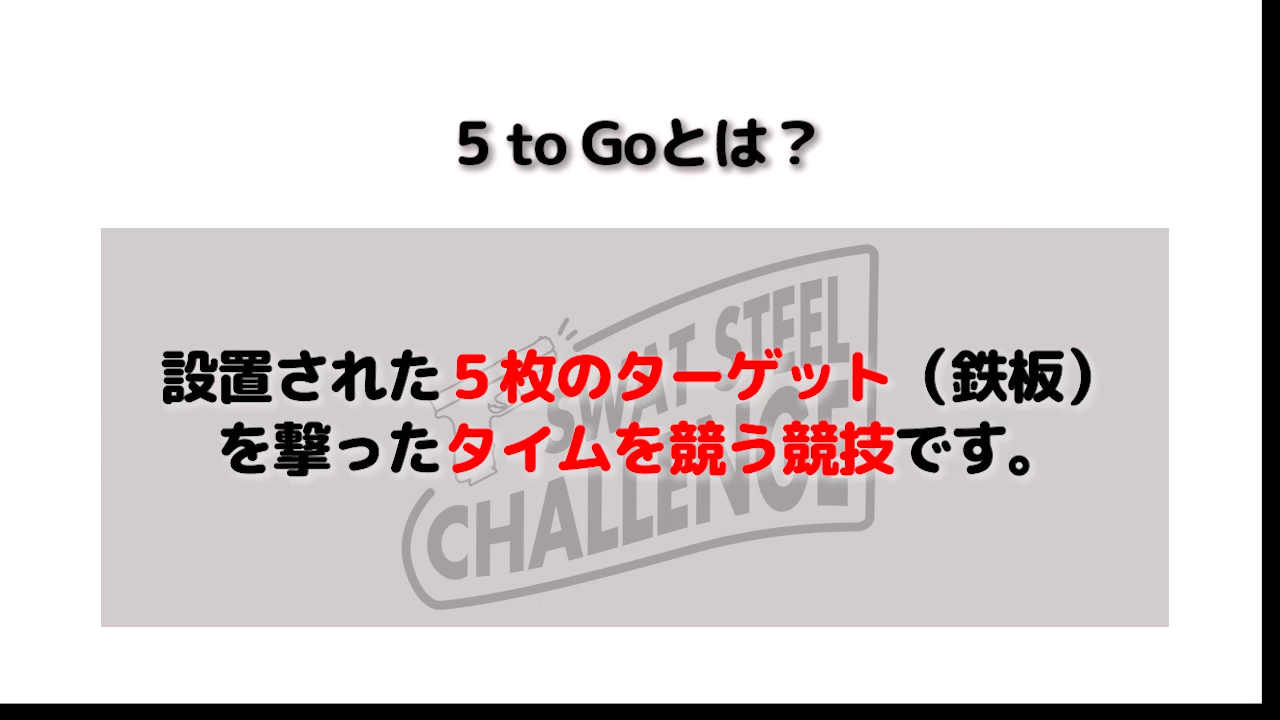 5 to Goとは？
SWAT STEEL
CHALLENGE
設置された５枚のターゲット（鉄板）
を撃ったタイムを競う競技です。